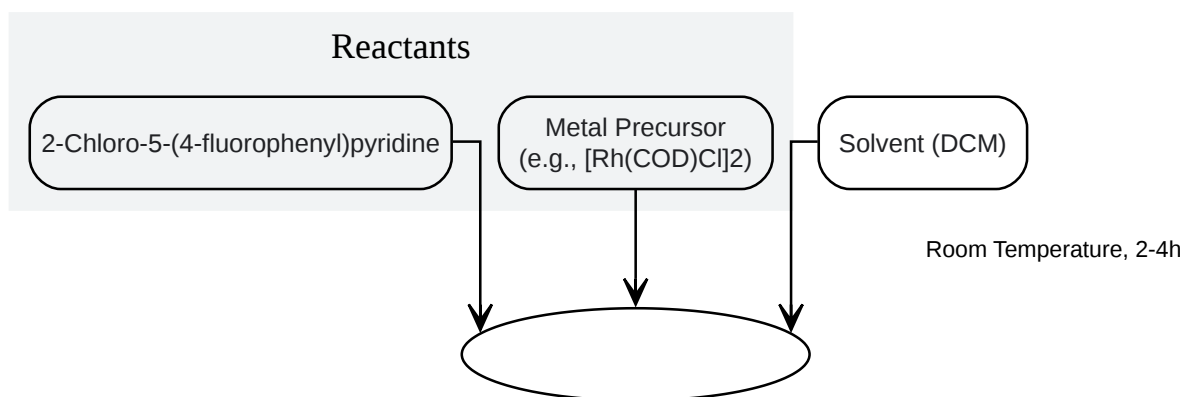 Reactants
2-Chloro-5-(4-fluorophenyl)pyridine
Metal Precursor
(e.g., [Rh(COD)Cl]2)
Solvent (DCM)
Room Temperature, 2-4h